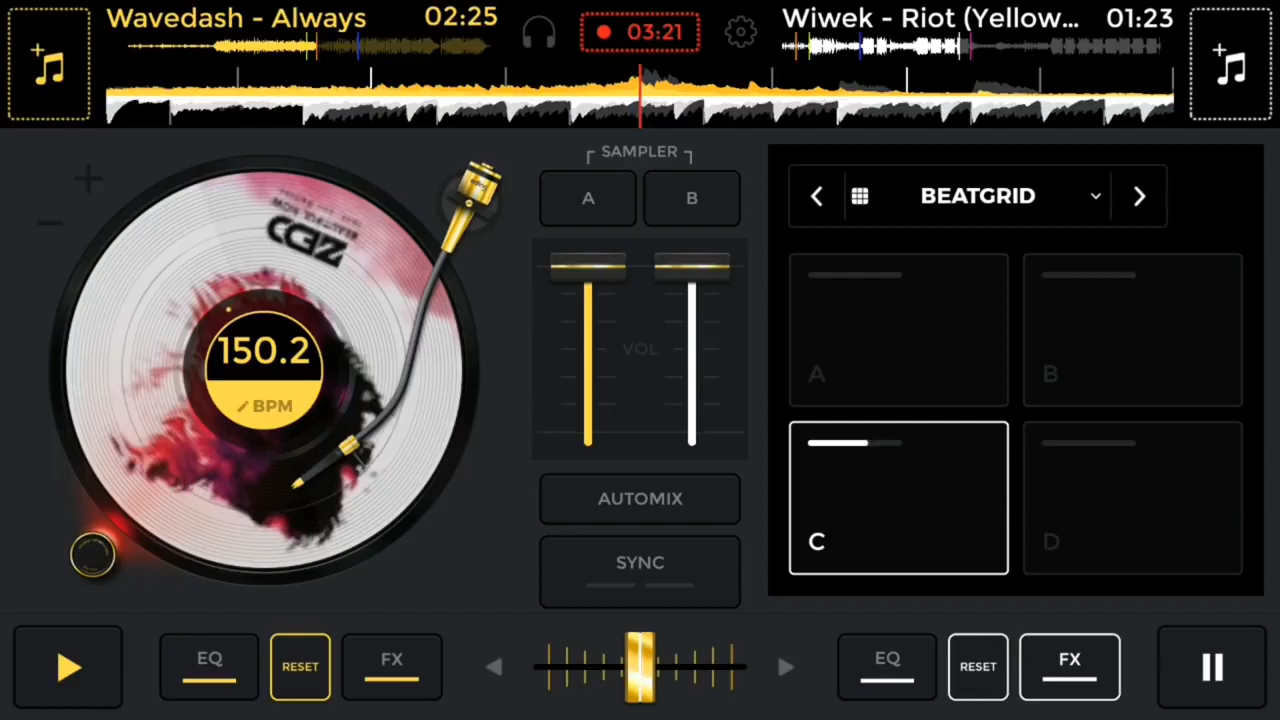 Wavedash - Always
02:25
03:21
Wiwek - Riot (Yellow...
01:23
SAMPLER
A
B
BEATGRID
150.2
BPM
VOL
A
B
C
D
AUTOMIX
SYNC
EQ
RESET
FX
EQ
RESET
FX